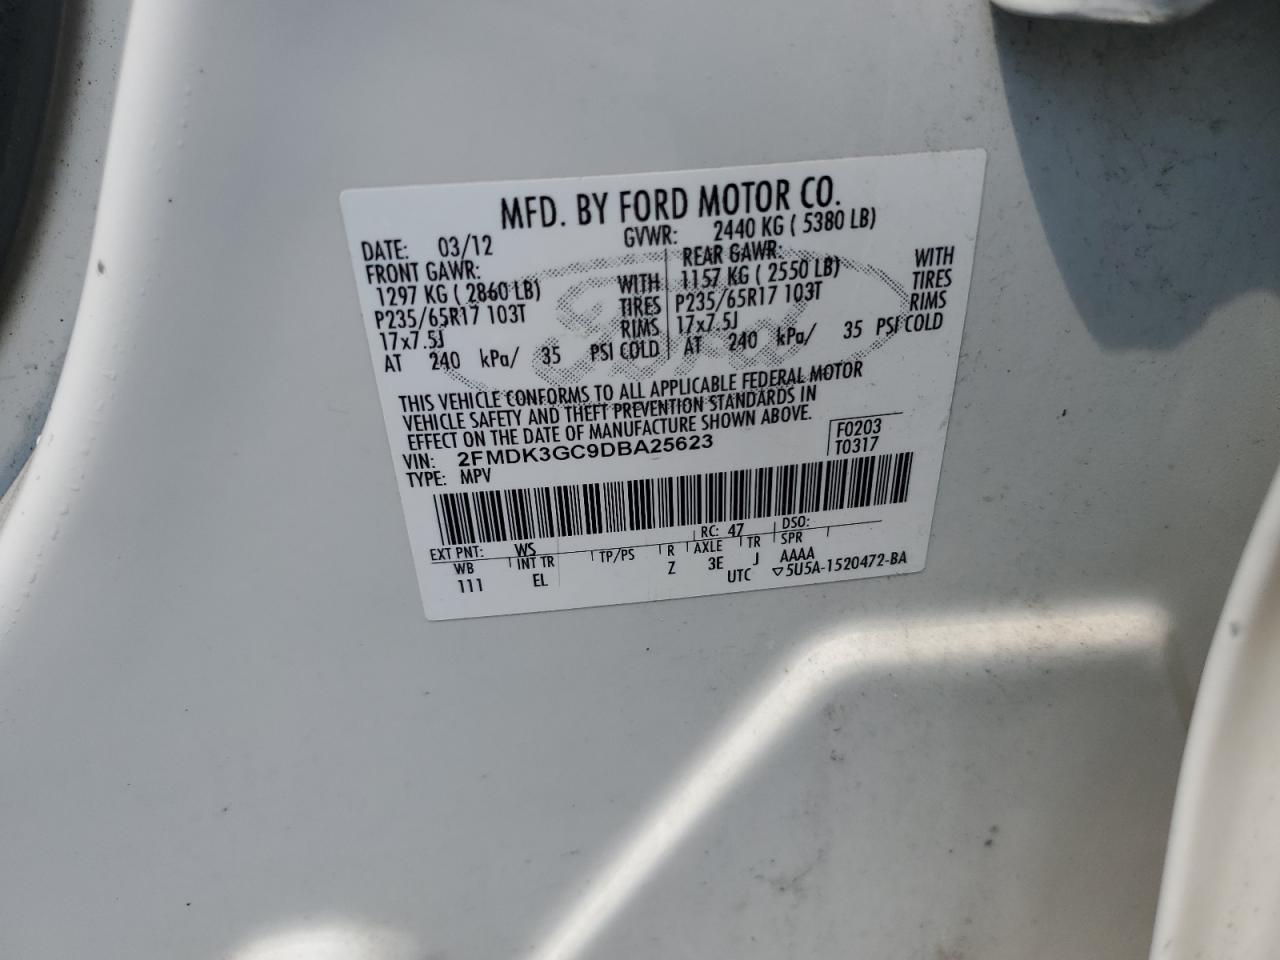 MFD. BY FORD MOTOR CO.
DATE: 03/12 GVWR: 2440 KG ( 5380 LB)
FRONT GAWR: REAR GAWR:
1297 KG ( 2860 LB) WITH 1157 KG ( 2550 LB) WITH
P235/65R17 103T TIRES P235/65R17 103T TIRES
17x7.5J RIMS 17x7.5J RIMS
AT 240 kPa/ 35 PSI COLD AT 240 kPa/ 35 PSI COLD
THIS VEHICLE CONFORMS TO ALL APPLICABLE FEDERAL MOTOR
VEHICLE SAFETY AND THEFT PREVENTION STANDARDS IN
EFFECT ON THE DATE OF MANUFACTURE SHOWN ABOVE.
VIN: 2FMDK3GC9DBA25623 F0203
TYPE: MPV T0317
EXT PNT: WS RC: 47 DSO:
WB INT TR TP/PS R AXLE TR SPR
111 EL Z 3E J AAAA
UTC ▽5U5A-1520472-BA
Ford